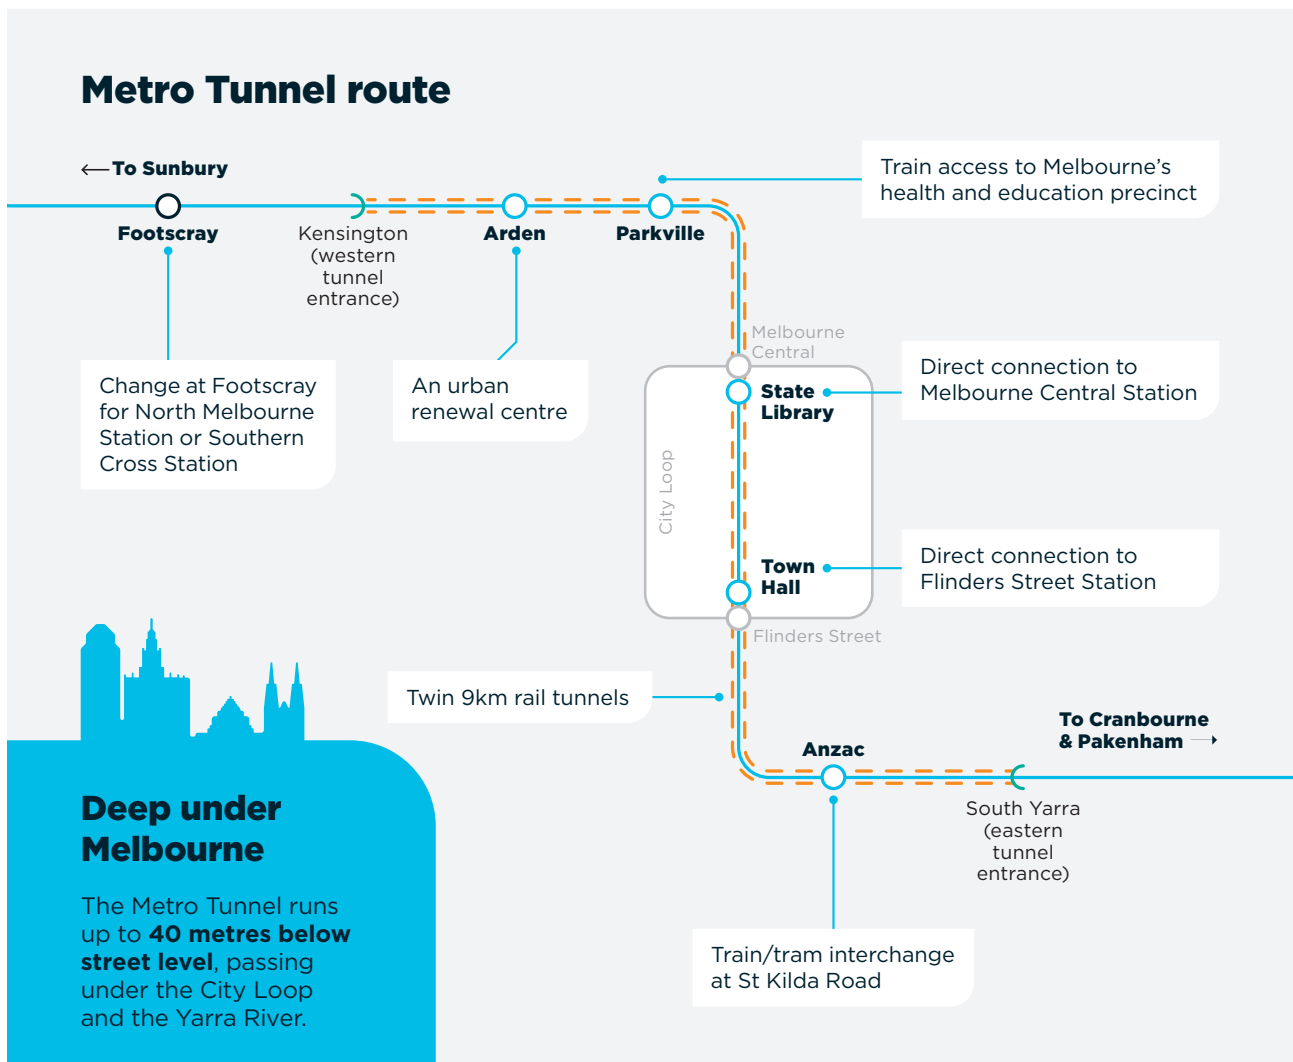 Metro Tunnel route
To Sunbury
Footscray
Kensington
(western
tunnel
entrance)
Arden
Parkville
Train access to Melbourne's
health and education precinct
Change at Footscray
for North Melbourne
Station or Southern
Cross Station
An urban
renewal centre
Melbourne
Central
State
Library
Direct connection to
Melbourne Central Station
City Loop
Town
Hall
Direct connection to
Flinders Street Station
Flinders Street
Twin 9km rail tunnels
Anzac
To Cranbourne
& Pakenham
South Yarra
(eastern
tunnel
entrance)
Train/tram interchange
at St Kilda Road
Deep under
Melbourne
The Metro Tunnel runs
up to 40 metres below
street level, passing
under the City Loop
and the Yarra River.